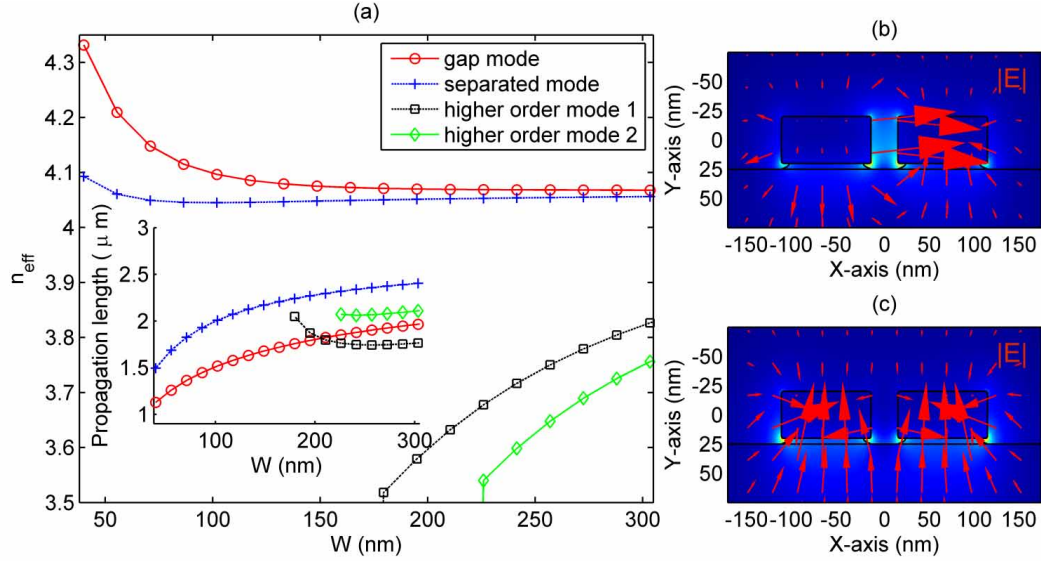 (a)
gap mode
separated mode
higher order mode 1
higher order mode 2
4.3
4.2
4.1
4
3.9
3.8
3.7
3.6
3.5
n_eff
50 100 150 200 250 300
W (nm)
Propagation length ( μ m)
2.5
2
1.5
1
100 200 300
W (nm)
(b)
|E|
Y-axis (nm)
-50
-25
0
25
50
-150 -100 -50 0 50 100 150
X-axis (nm)
(c)
|E|
Y-axis (nm)
-50
-25
0
25
50
-150 -100 -50 0 50 100 150
X-axis (nm)